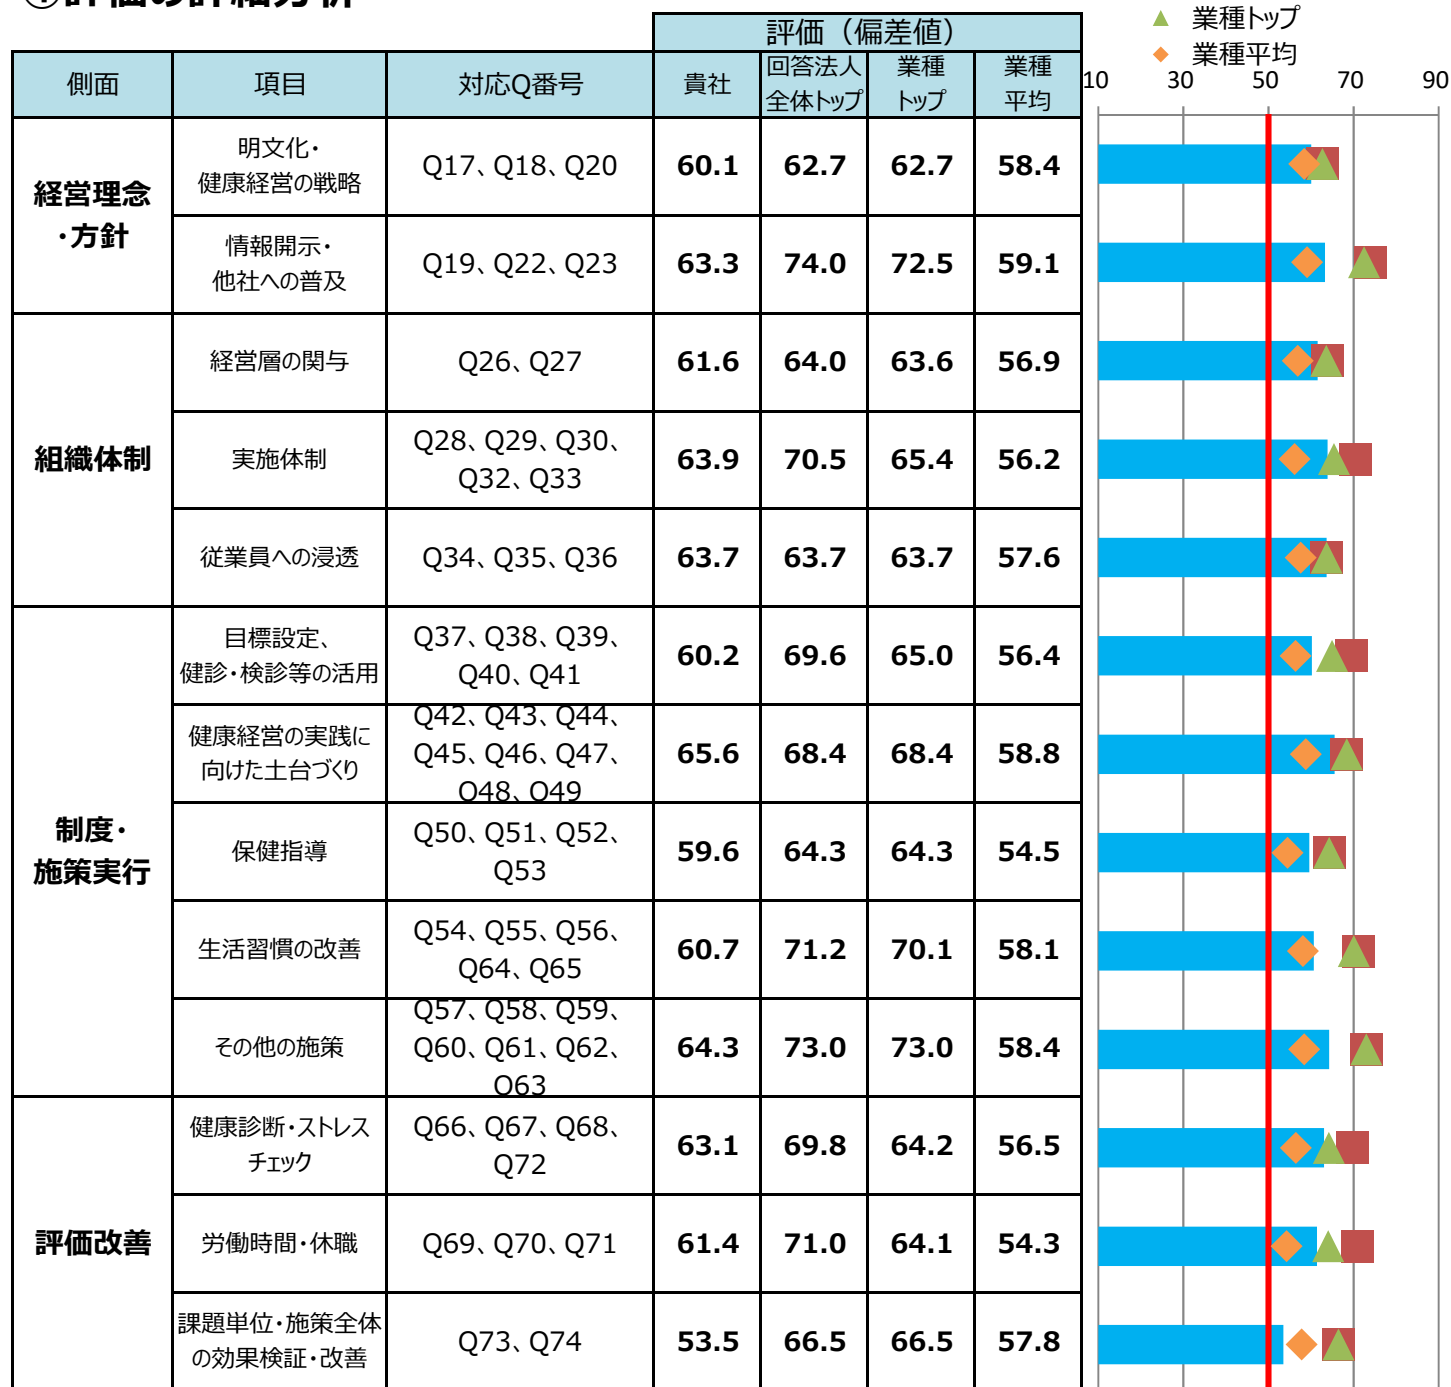 ①評価の詳細分析
▲ 業種トップ
◆ 業種平均
評価（偏差値）
側面 項目 対応Q番号 貴社 回答法人 業種 業種
全体トップ トップ 平均
10 30 50 70 90
経営理念
・方針
明文化・
健康経営の戦略
Q17、Q18、Q20 60.1 62.7 62.7 58.4
情報開示・
他社への普及
Q19、Q22、Q23 63.3 74.0 72.5 59.1
組織体制
経営層の関与 Q26、Q27 61.6 64.0 63.6 56.9
実施体制
Q28、Q29、Q30、
Q32、Q33
63.9 70.5 65.4 56.2
従業員への浸透 Q34、Q35、Q36 63.7 63.7 63.7 57.6
制度・
施策実行
目標設定、
健診・検診等の活用
Q37、Q38、Q39、
Q40、Q41
60.2 69.6 65.0 56.4
健康経営の実践に
向けた土台づくり
Q42、Q43、Q44、
Q45、Q46、Q47、
Q48、Q49
65.6 68.4 68.4 58.8
保健指導
Q50、Q51、Q52、
Q53
59.6 64.3 64.3 54.5
生活習慣の改善
Q54、Q55、Q56、
Q64、Q65
60.7 71.2 70.1 58.1
その他の施策
Q57、Q58、Q59、
Q60、Q61、Q62、
Q63
64.3 73.0 73.0 58.4
評価改善
健康診断・ストレス
チェック
Q66、Q67、Q68、
Q72
63.1 69.8 64.2 56.5
労働時間・休職 Q69、Q70、Q71 61.4 71.0 64.1 54.3
課題単位・施策全体
の効果検証・改善
Q73、Q74 53.5 66.5 66.5 57.8